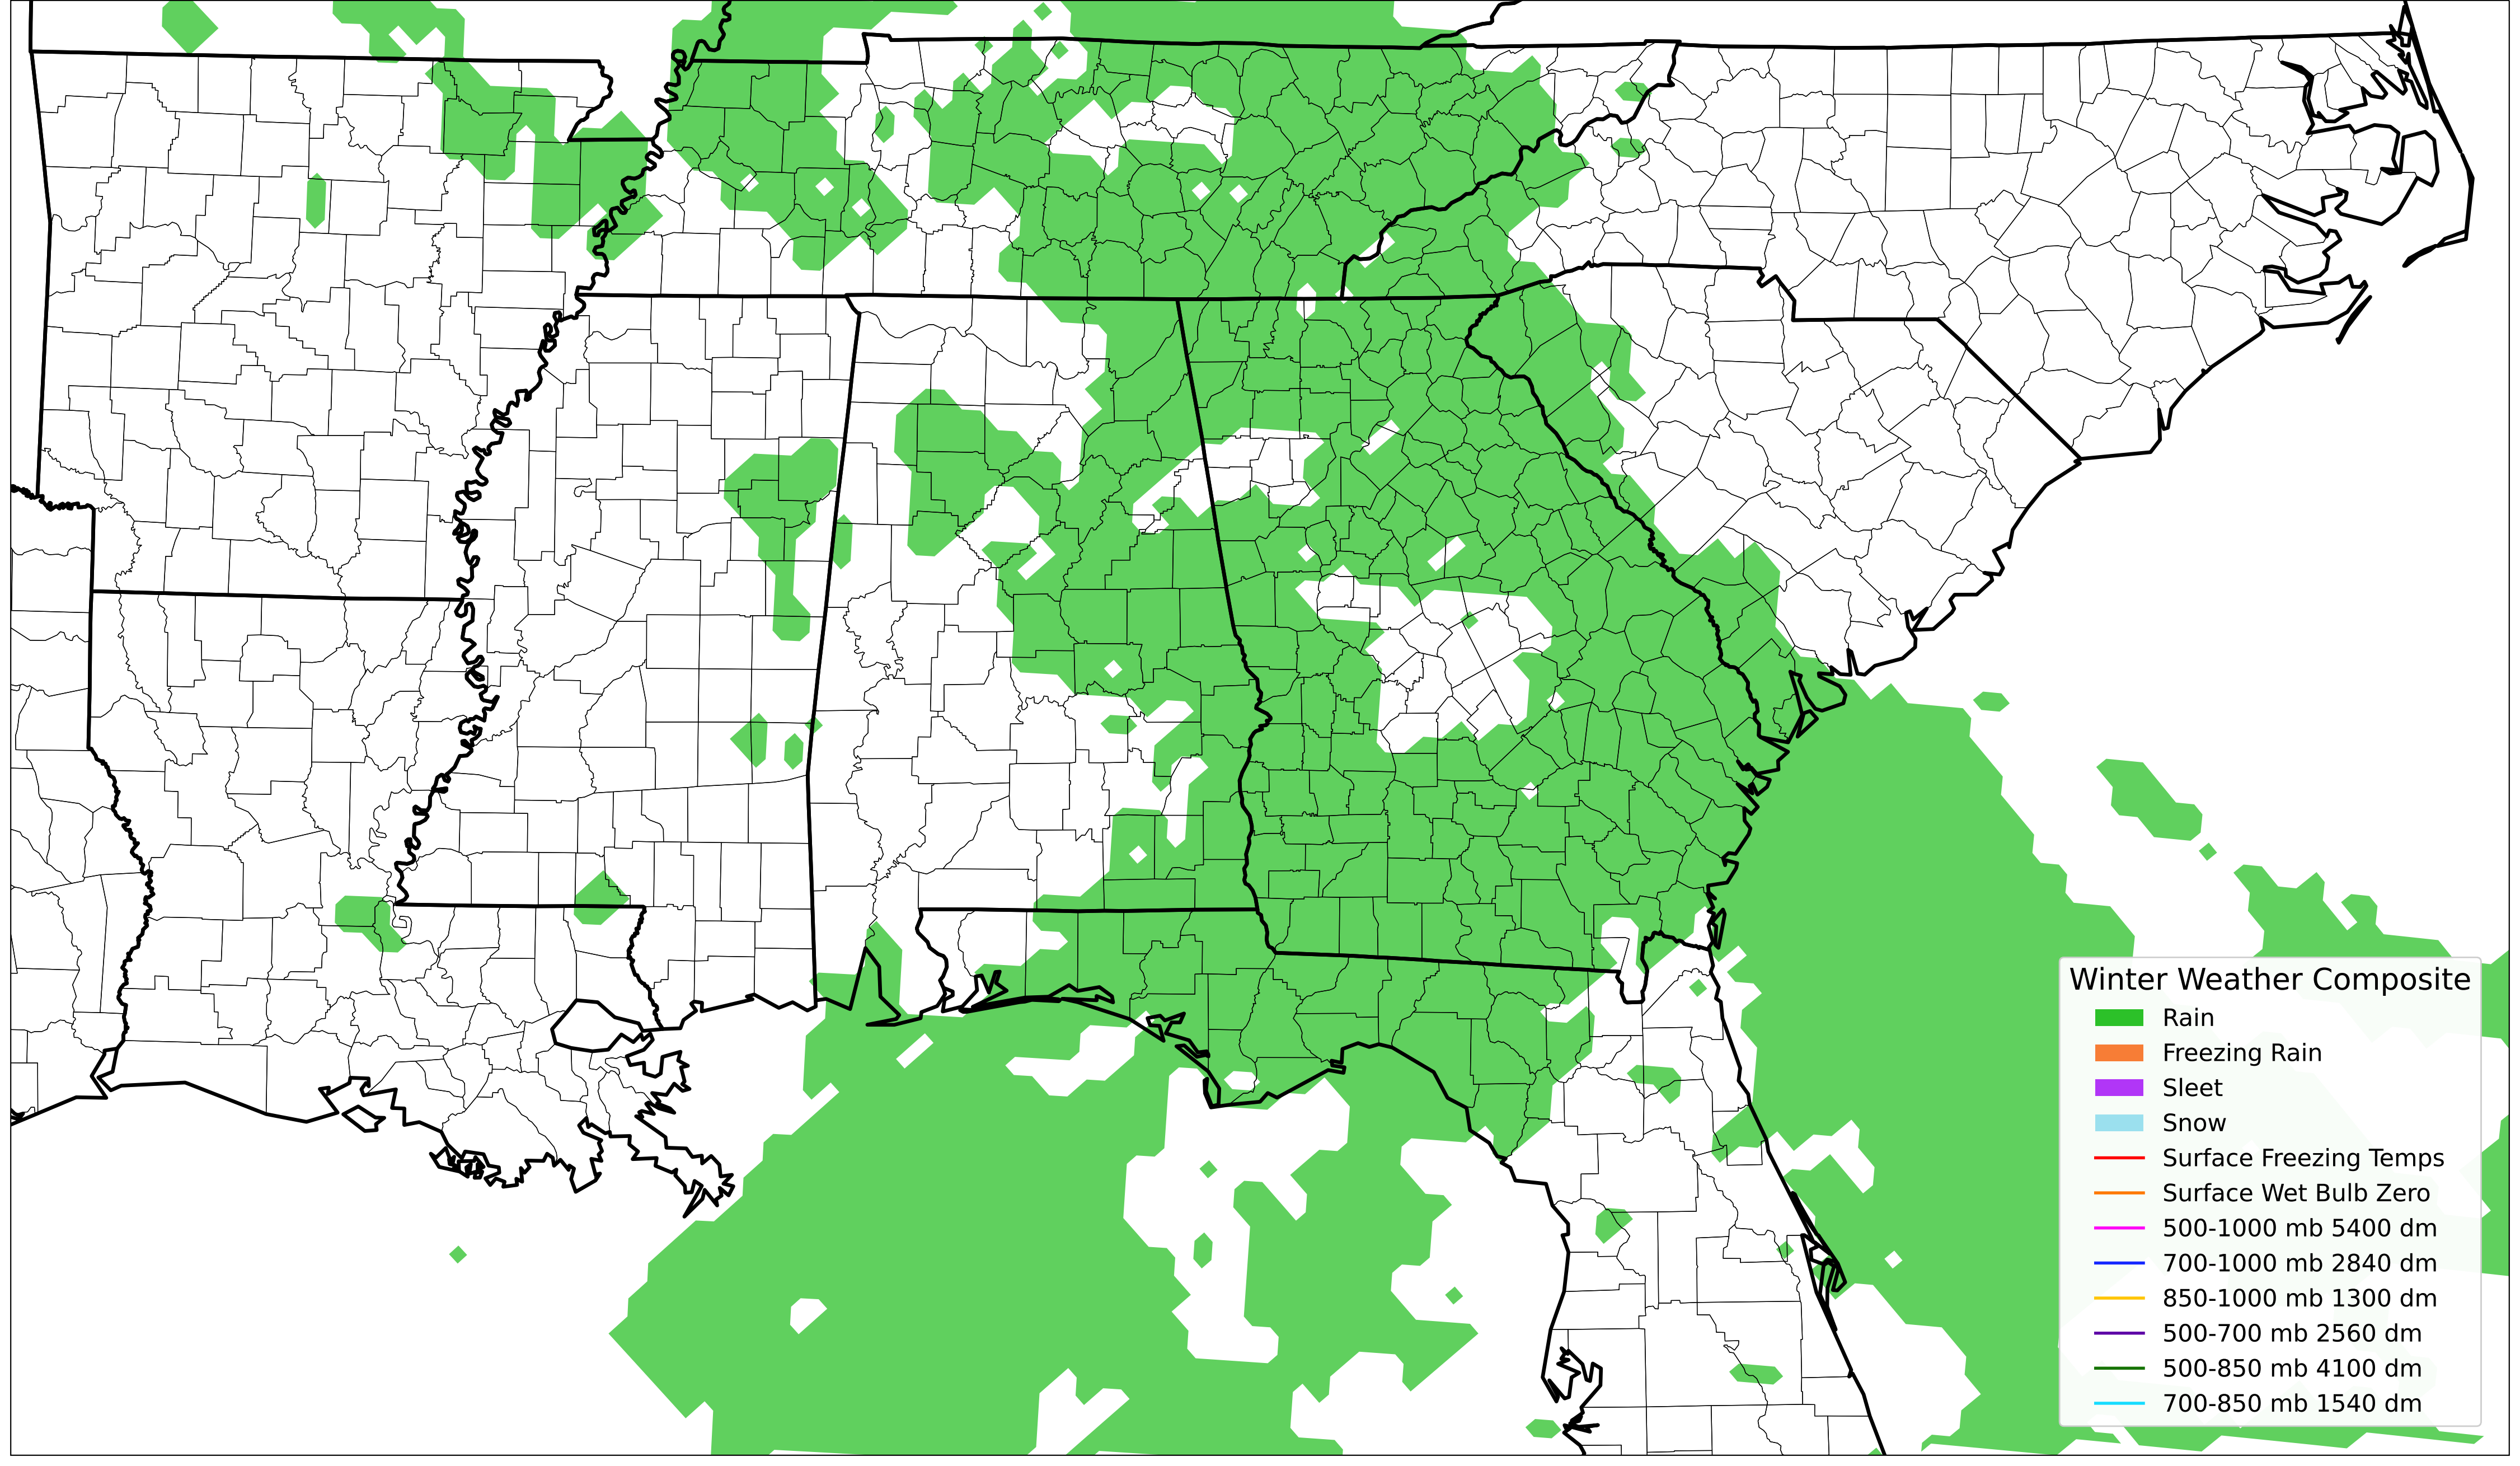 Winter Weather Composite
Rain
Freezing Rain
Sleet
Snow
Surface Freezing Temps
Surface Wet Bulb Zero
500-1000 mb 5400 dm
700-1000 mb 2840 dm
850-1000 mb 1300 dm
500-700 mb 2560 dm
500-850 mb 4100 dm
700-850 mb 1540 dm